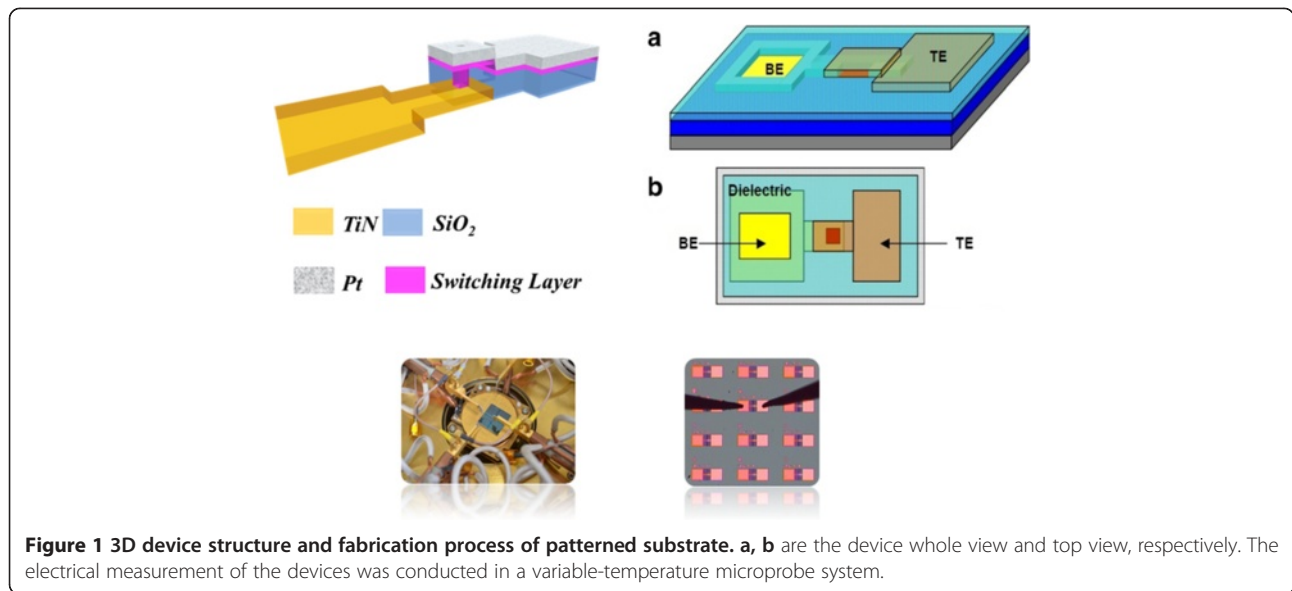 a
BE
TE
b
Dielectric
BE
TE
TiN
SiO₂
Pt
Switching Layer
Figure 1 3D device structure and fabrication process of patterned substrate. a, b are the device whole view and top view, respectively. The
electrical measurement of the devices was conducted in a variable-temperature microprobe system.